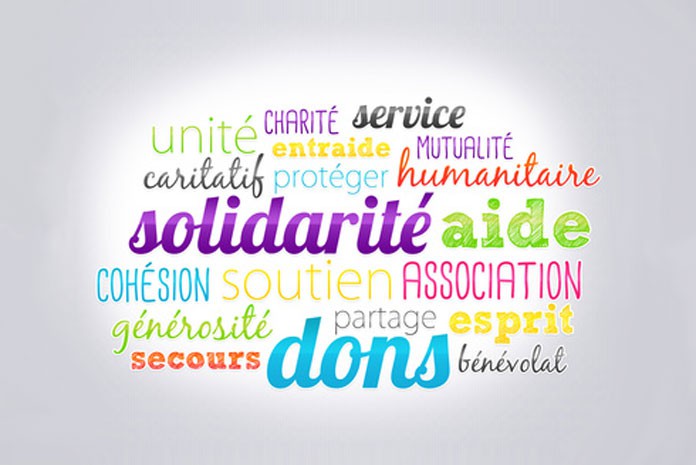 unité CHARITÉ service
entraide MUTUALITÉ
caritatif protéger humanitaire
solidarité aide
COHÉSION soutien ASSOCIATION
générosité partage esprit
secours dons bénévolat